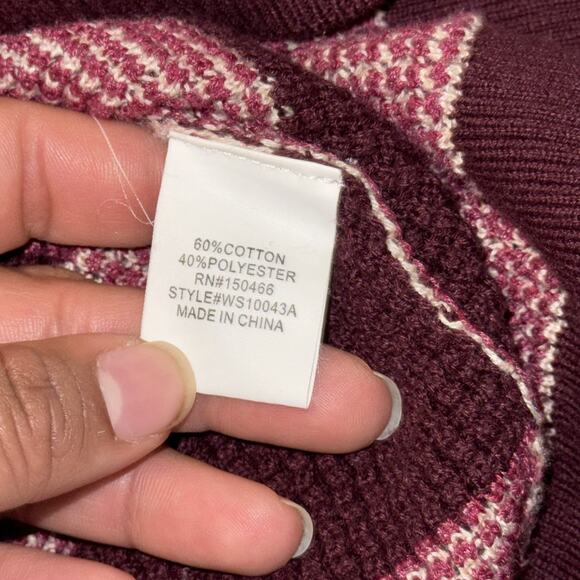 60%COTTON
40%POLYESTER
RN#150466
STYLE#WS10043A
MADE IN CHINA